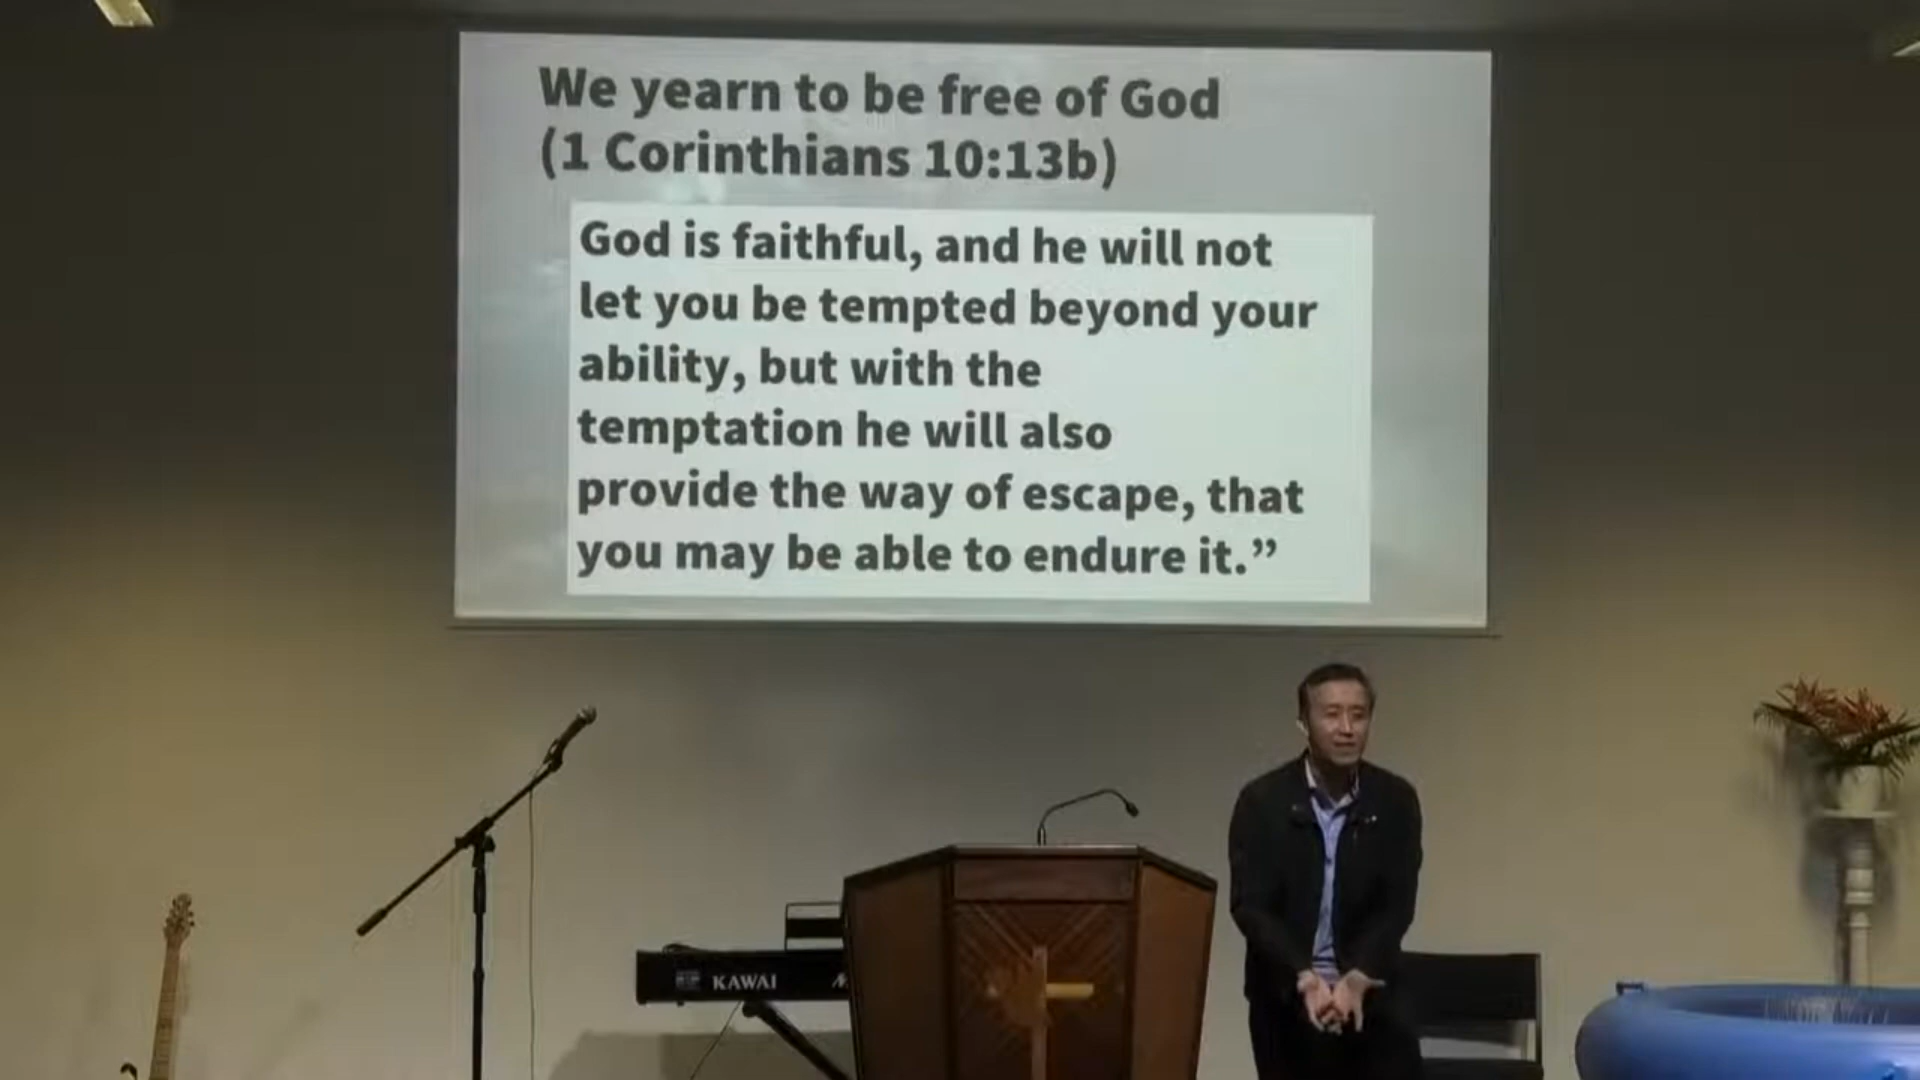 We yearn to be free of God
(1 Corinthians 10:13b)
God is faithful, and he will not
let you be tempted beyond your
ability, but with the
temptation he will also
provide the way of escape, that
you may be able to endure it.”
KAWAI